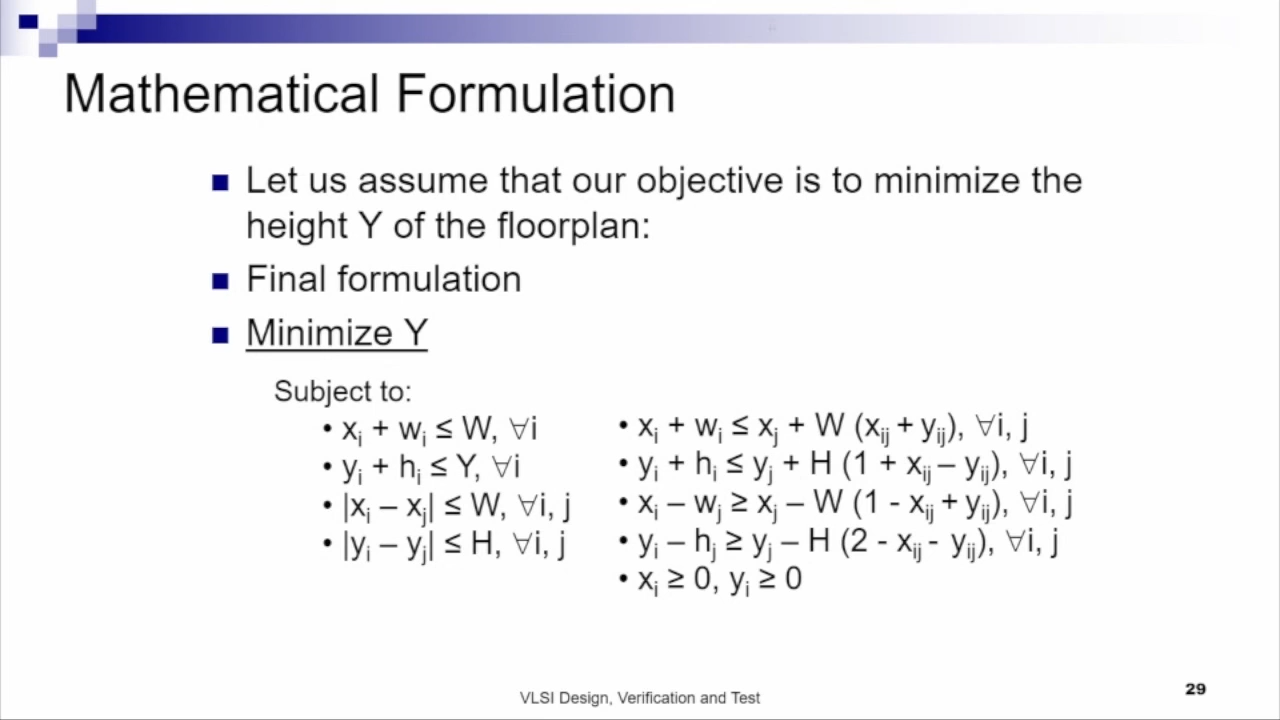 Mathematical Formulation
Let us assume that our objective is to minimize the
height Y of the floorplan:
Final formulation
Minimize Y
Subject to:
• xᵢ + wᵢ ≤ W, ∀i
• yᵢ + hᵢ ≤ Y, ∀i
• |xᵢ – xⱼ| ≤ W, ∀i, j
• |yᵢ – yⱼ| ≤ H, ∀i, j
• xᵢ + wᵢ ≤ xⱼ + W (xᵢⱼ + yᵢⱼ), ∀i, j
• yᵢ + hᵢ ≤ yⱼ + H (1 + xᵢⱼ – yᵢⱼ), ∀i, j
• xᵢ – wⱼ ≥ xⱼ – W (1 - xᵢⱼ + yᵢⱼ), ∀i, j
• yᵢ – hⱼ ≥ yⱼ – H (2 - xᵢⱼ - yᵢⱼ), ∀i, j
• xᵢ ≥ 0, yᵢ ≥ 0
VLSI Design, Verification and Test
29